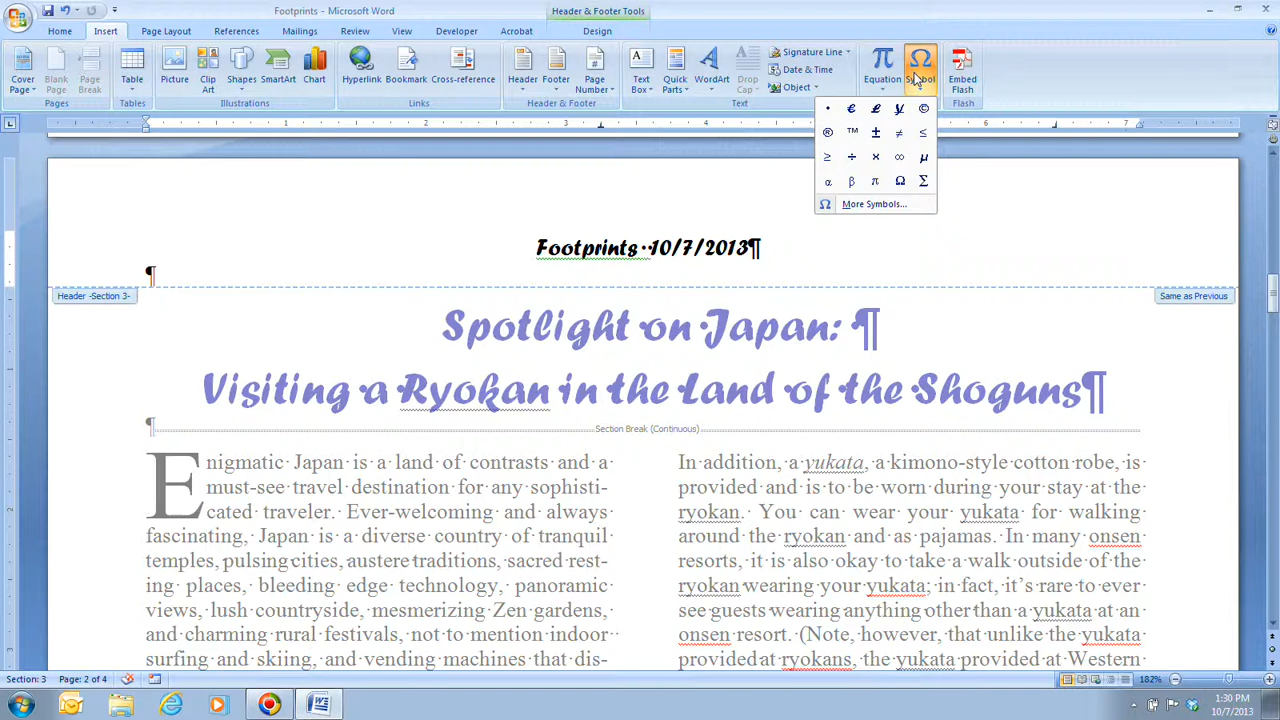 Footprints - Microsoft Word
Header & Footer Tools
Home Insert Page Layout References Mailings Review View Developer Acrobat Design
Cover Page Blank Page Page Break
Table
Picture Clip Art Shapes SmartArt Chart
Hyperlink Bookmark Cross-reference
Header Footer Page Number
Text Box Quick Parts WordArt Drop Cap
Signature Line
Date & Time
Object
Equation Symbol
Embed Flash
Pages Tables Illustrations Links Header & Footer Text Flash
1 2 3 4 6 7
• € £ ¥ ©
® ™ ± ≠ ≤
≥ ÷ × ∞ µ
α β π Ω ∑
Ω More Symbols...
Footprints··10/7/2013¶
¶
Header -Section 3-
Same as Previous
Spotlight·on·Japan:·¶
Visiting·a·Ryokan·in·the·Land·of·the·Shoguns¶
¶
Section Break (Continuous)
Enigmatic·Japan·is·a·land·of·contrasts·and·a·
must-see·travel·destination·for·any·sophisti-
cated·traveler.·Ever-welcoming·and·always·
fascinating,·Japan·is·a·diverse·country·of·tranquil·
temples,·pulsing·cities,·austere·traditions,·sacred·rest-
ing·places,·bleeding·edge·technology,·panoramic·
views,·lush·countryside,·mesmerizing·Zen·gardens,·
and·charming·rural·festivals,·not·to·mention·indoor··
surfing·and·skiing,·and·vending·machines·that·dis-
In·addition,·a·yukata,·a·kimono-style·cotton·robe,·is·
provided·and·is·to·be·worn·during·your·stay·at·the·
ryokan.·You·can·wear·your·yukata·for·walking·
around·the·ryokan·and·as·pajamas.·In·many·onsen·
resorts,·it·is·also·okay·to·take·a·walk·outside·of·the·
ryokan·wearing·your·yukata;·in·fact,·it's·rare·to·ever·
see·guests·wearing·anything·other·than·a·yukata·at·an·
onsen·resort.·(Note,·however,·that·unlike·the·yukata·
provided·at·ryokans,·the·yukata·provided·at·Western·
Section: 3 Page: 2 of 4
182%
1:30 PM
10/7/2013